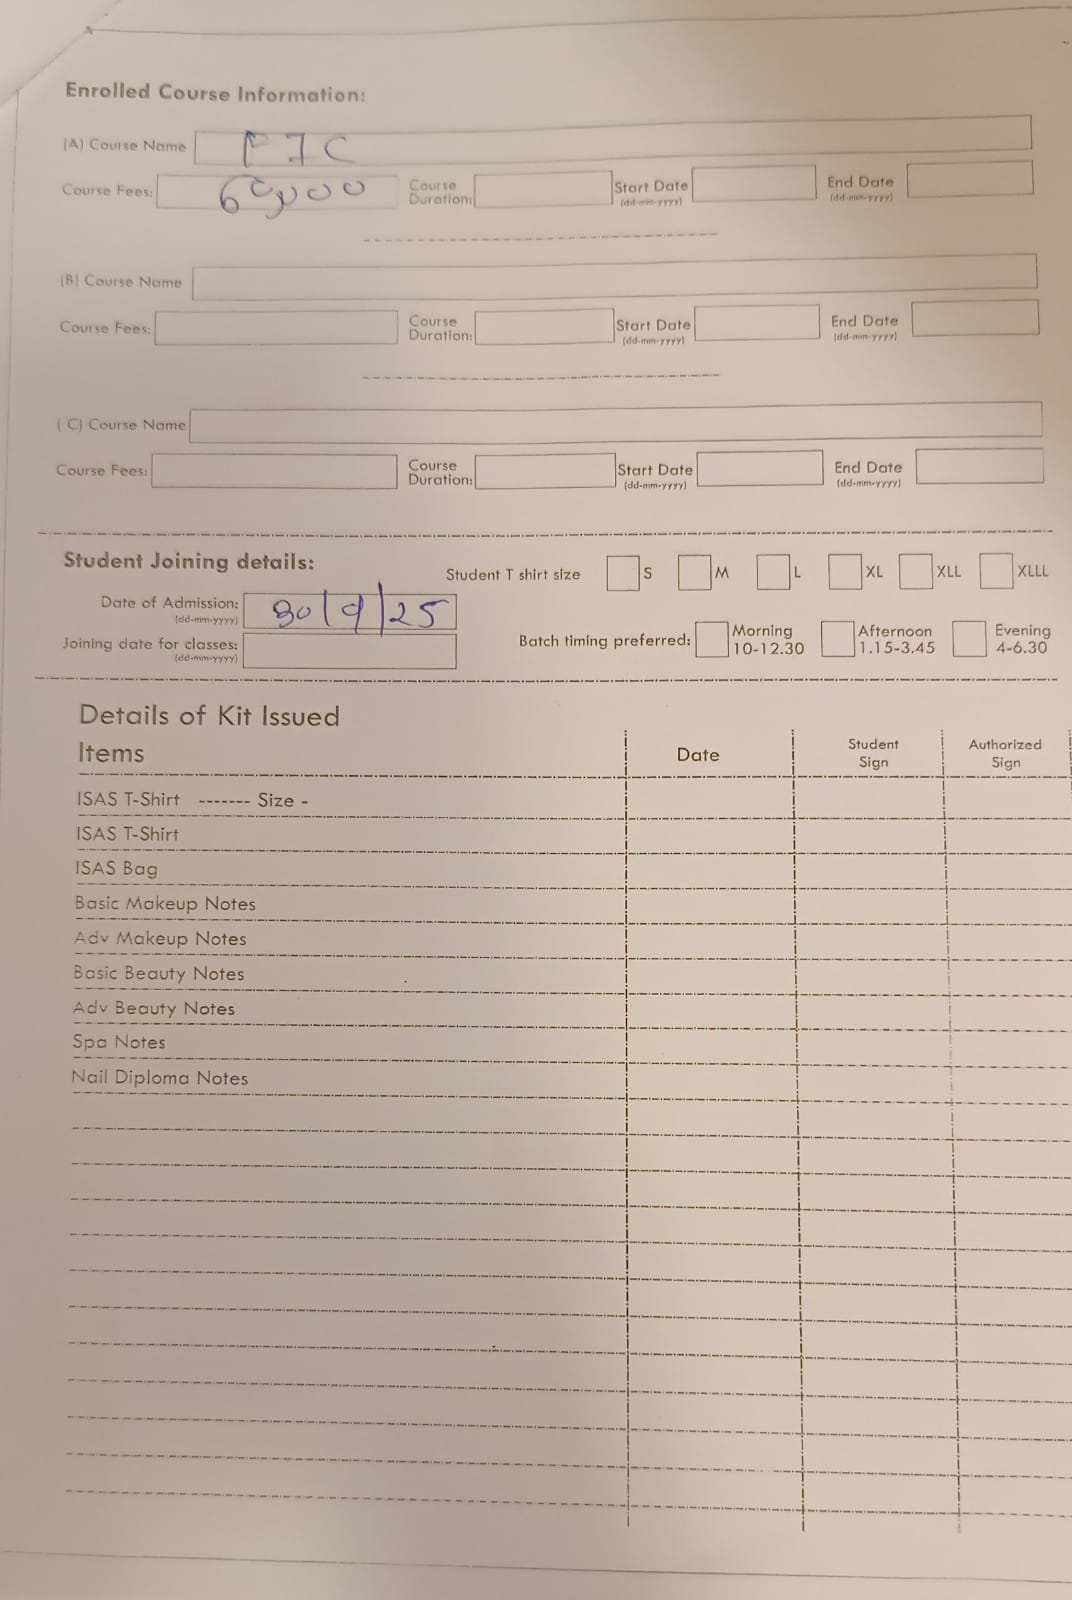 Enrolled Course Information:
(A) Course Name PTC
Course Fees: 60,000 Course Duration: Start Date (dd-mm-yyyy) End Date (dd-mm-yyyy)
(B) Course Name
Course Fees: Course Duration: Start Date (dd-mm-yyyy) End Date (dd-mm-yyyy)
( C) Course Name
Course Fees: Course Duration: Start Date (dd-mm-yyyy) End Date (dd-mm-yyyy)
Student Joining details:
Student T shirt size S M L XL XLL XLLL
Date of Admission: (dd-mm-yyyy) 30/9/25
Joining date for classes: (dd-mm-yyyy)
Batch timing preferred: Morning 10-12.30 Afternoon 1.15-3.45 Evening 4-6.30
Details of Kit Issued
Items Date Student Sign Authorized Sign
ISAS T-Shirt ------- Size -
ISAS T-Shirt
ISAS Bag
Basic Makeup Notes
Adv Makeup Notes
Basic Beauty Notes
Adv Beauty Notes
Spa Notes
Nail Diploma Notes